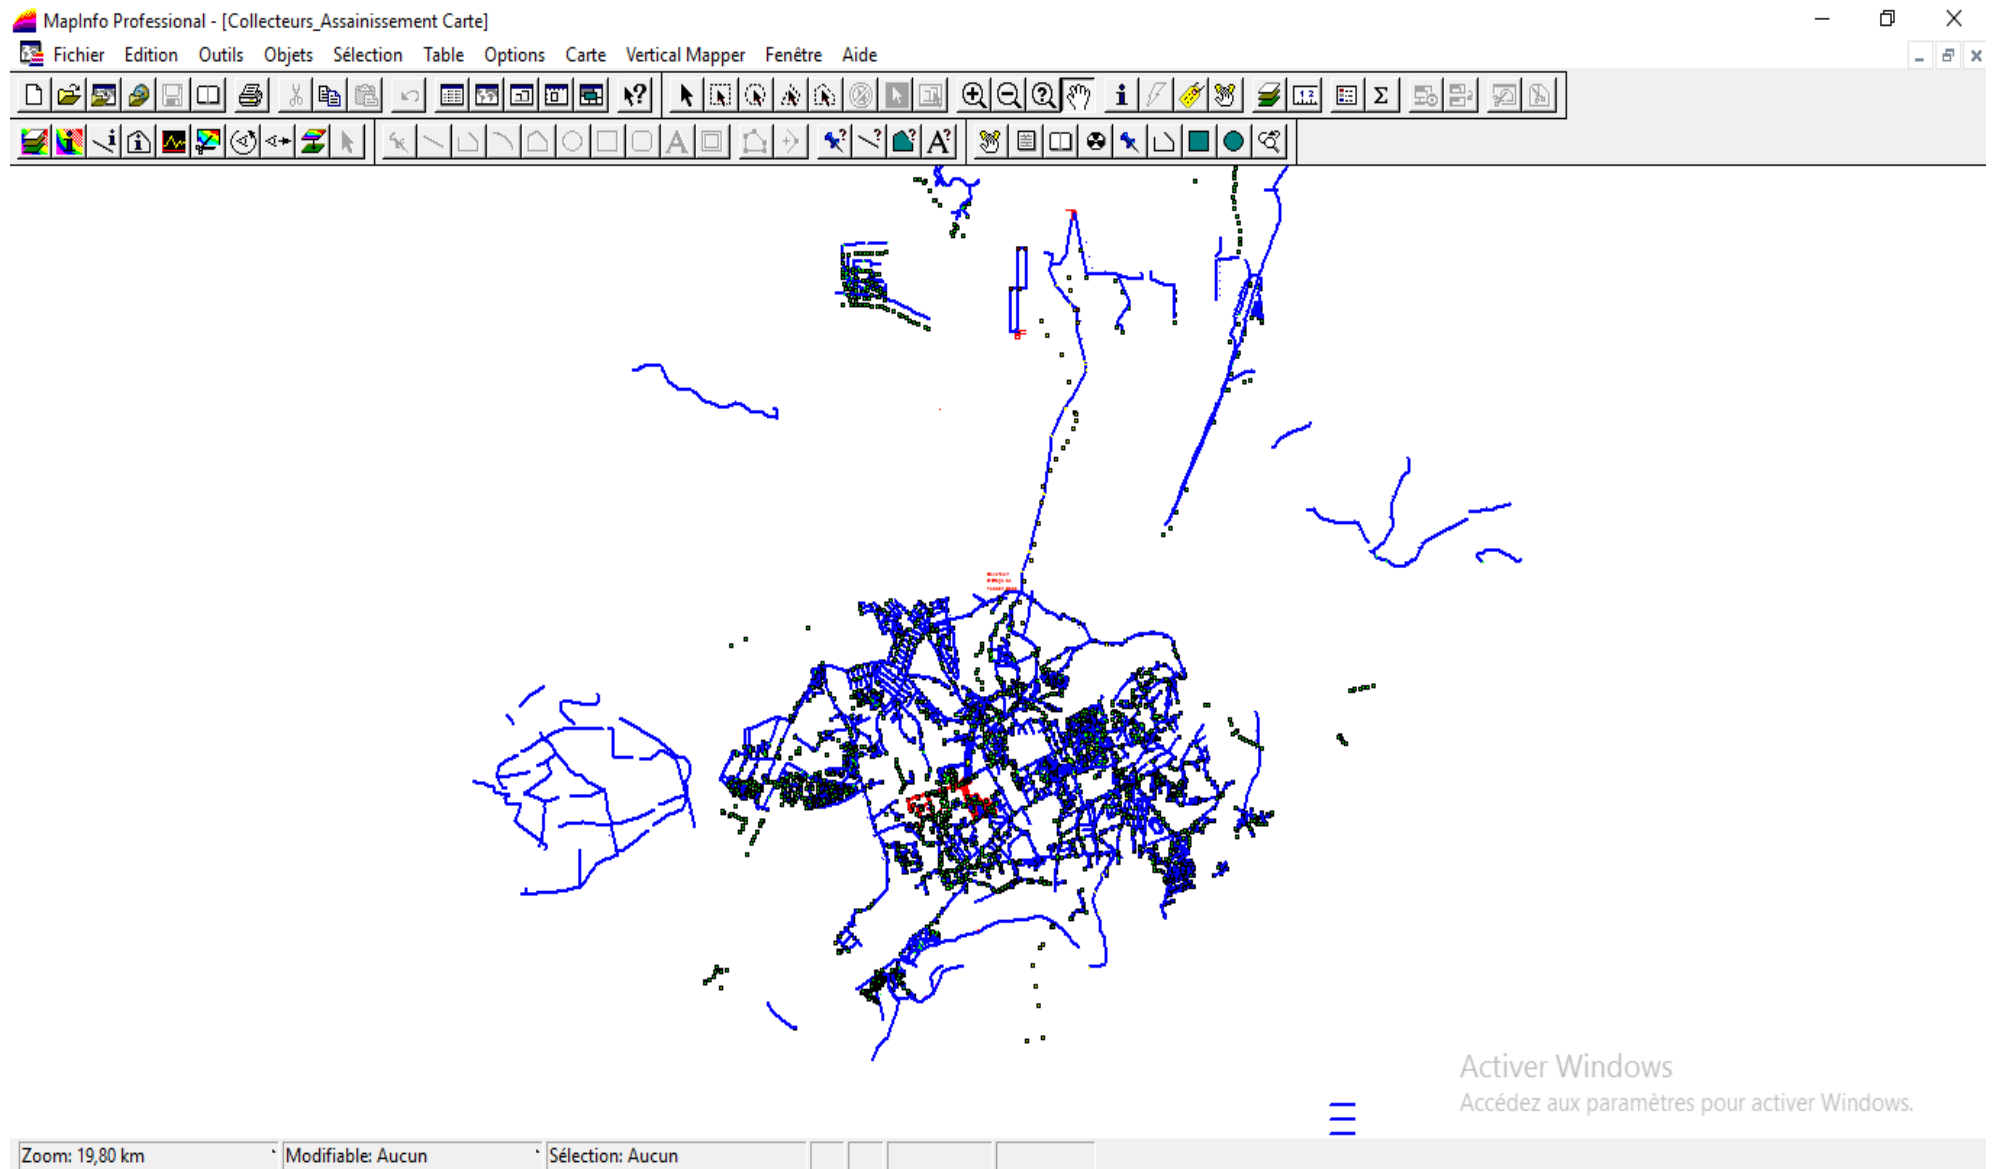 MapInfo Professional - [Collecteurs_Assainissement Carte]
Fichier Edition Outils Objets Sélection Table Options Carte Vertical Mapper Fenêtre Aide
Activer Windows
Accédez aux paramètres pour activer Windows.
Zoom: 19,80 km Modifiable: Aucun Sélection: Aucun